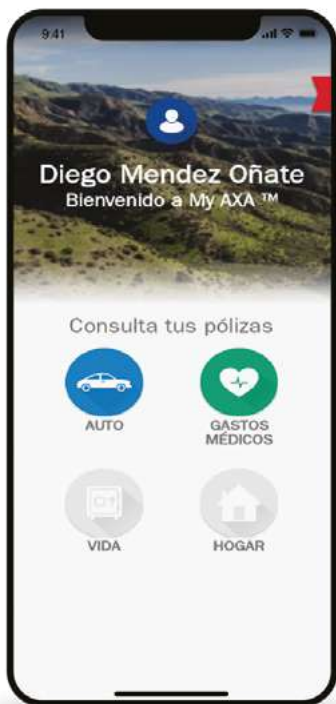 9:41
Diego Mendez Oñate
Bienvenido a My AXA ™
Consulta tus pólizas
AUTO
GASTOS
MÉDICOS
VIDA
HOGAR